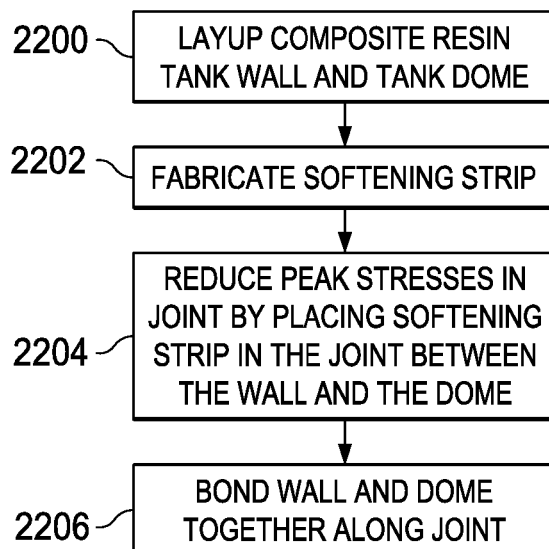 2200
LAYUP COMPOSITE RESIN
TANK WALL AND TANK DOME
2202
FABRICATE SOFTENING STRIP
2204
REDUCE PEAK STRESSES IN
JOINT BY PLACING SOFTENING
STRIP IN THE JOINT BETWEEN
THE WALL AND THE DOME
2206
BOND WALL AND DOME
TOGETHER ALONG JOINT